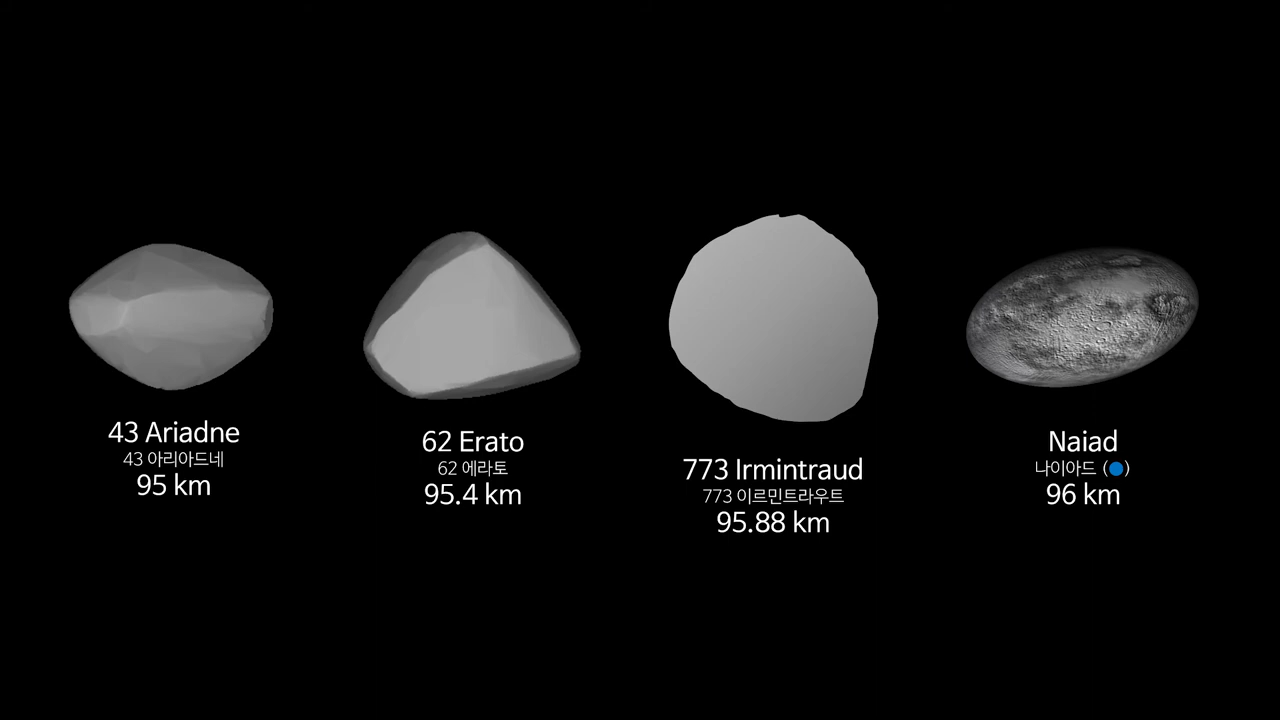 43 Ariadne
43 아리아드네
95 km
62 Erato
62 에라토
95.4 km
773 Irmintraud
773 이르민트라우트
95.88 km
Naiad
나이아드 (🔵)
96 km